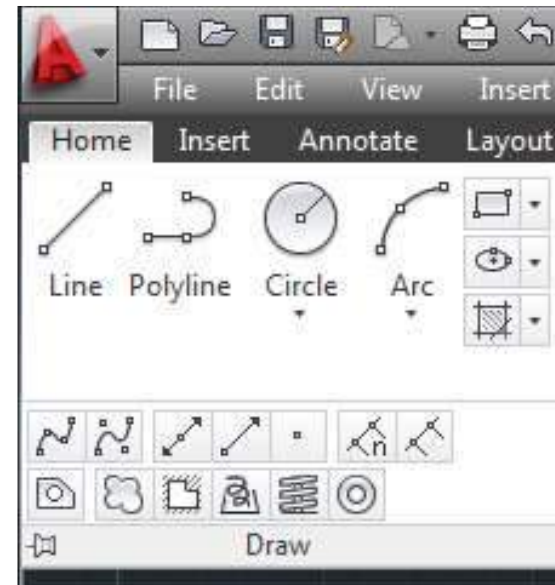 File Edit View Insert
Home Insert Annotate Layout
Line Polyline Circle Arc
n
Draw